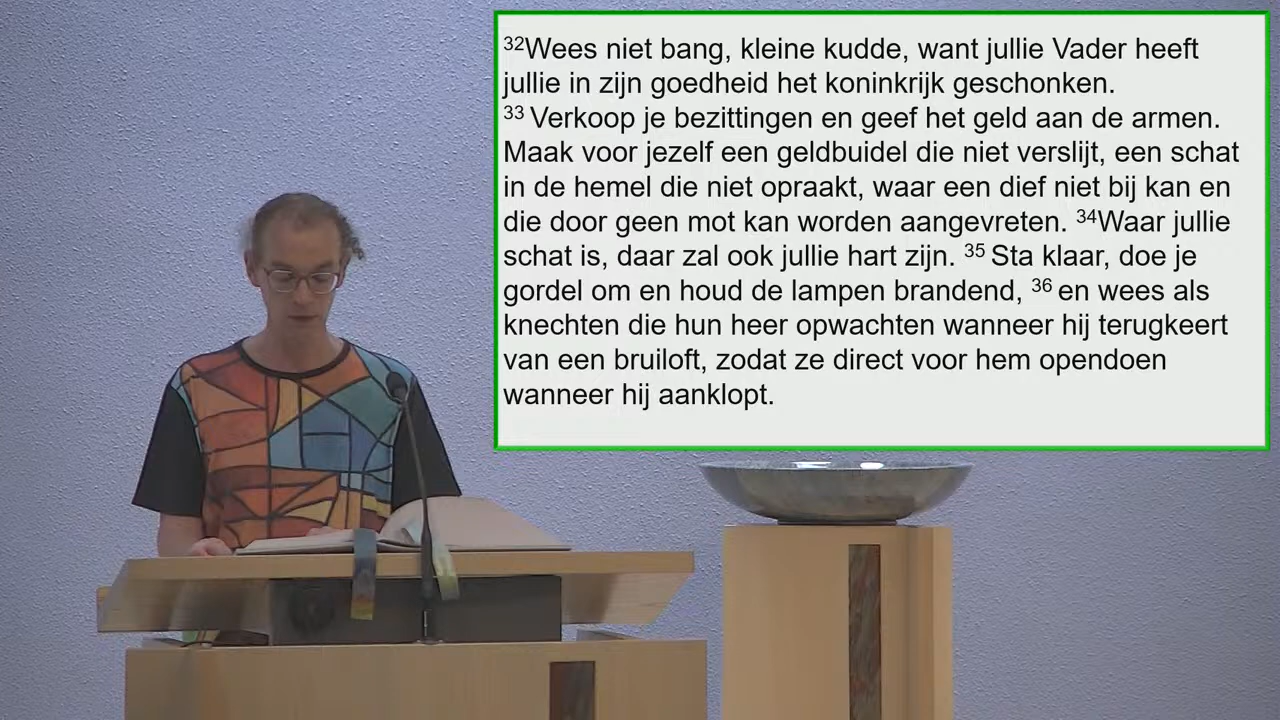 ³²Wees niet bang, kleine kudde, want jullie Vader heeft
jullie in zijn goedheid het koninkrijk geschonken.
³³ Verkoop je bezittingen en geef het geld aan de armen.
Maak voor jezelf een geldbuidel die niet verslijt, een schat
in de hemel die niet opraakt, waar een dief niet bij kan en
die door geen mot kan worden aangevreten. ³⁴Waar jullie
schat is, daar zal ook jullie hart zijn. ³⁵ Sta klaar, doe je
gordel om en houd de lampen brandend, ³⁶ en wees als
knechten die hun heer opwachten wanneer hij terugkeert
van een bruiloft, zodat ze direct voor hem opendoen
wanneer hij aanklopt.